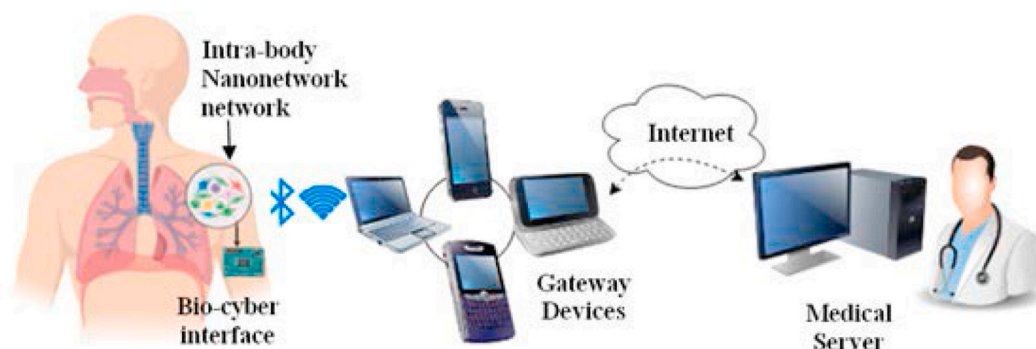 Intra-body
Nanonetwork
network
Bio-cyber
interface
Gateway
Devices
Internet
Medical
Server